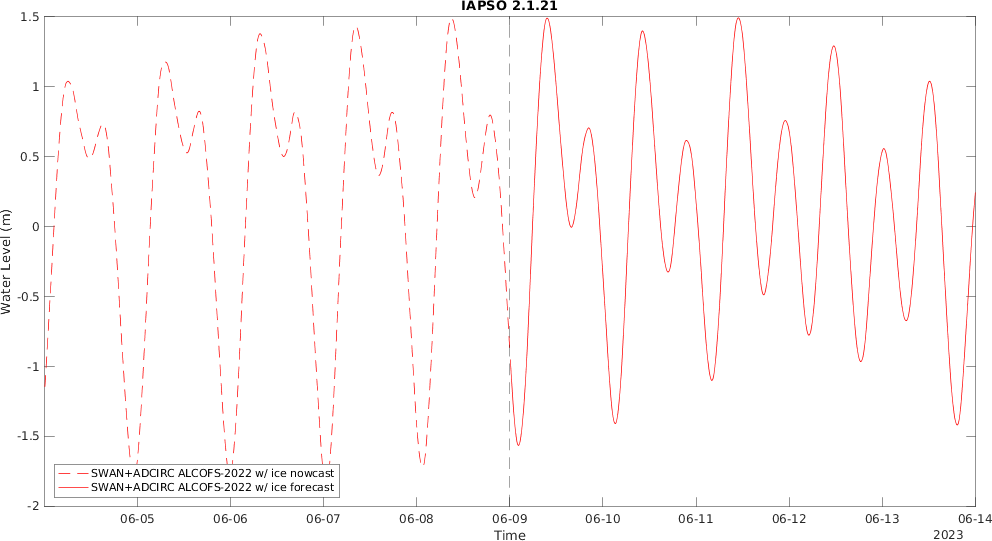 IAPSO 2.1.21
Water Level (m)
1.5
1
0.5
0
-0.5
-1
-1.5
-2
SWAN+ADCIRC ALCOFS-2022 w/ ice nowcast
SWAN+ADCIRC ALCOFS-2022 w/ ice forecast
06-05 06-06 06-07 06-08 06-09 06-10 06-11 06-12 06-13 06-14
Time
2023